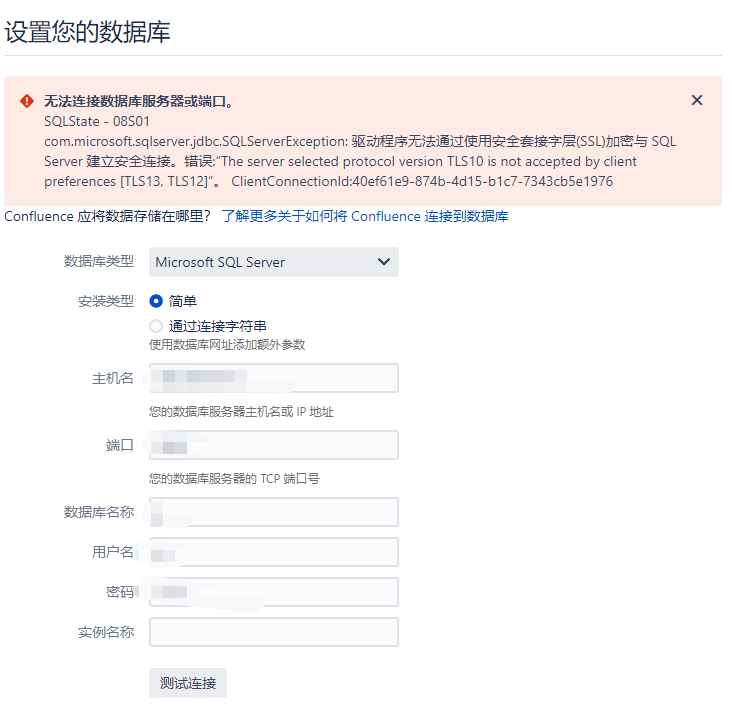 设置您的数据库
无法连接数据库服务器或端口。
SQLState - 08S01
com.microsoft.sqlserver.jdbc.SQLServerException: 驱动程序无法通过使用安全套接字层(SSL)加密与 SQL
Server 建立安全连接。错误:“The server selected protocol version TLS10 is not accepted by client
preferences [TLS13, TLS12]”。 ClientConnectionId:40ef61e9-874b-4d15-b1c7-7343cb5e1976
Confluence 应将数据存储在哪里? 了解更多关于如何将 Confluence 连接到数据库
数据库类型 Microsoft SQL Server
安装类型 简单
通过连接字符串
使用数据库网址添加额外参数
主机名
您的数据库服务器主机名或 IP 地址
端口
您的数据库服务器的 TCP 端口号
数据库名称
用户名
密码
实例名称
测试连接